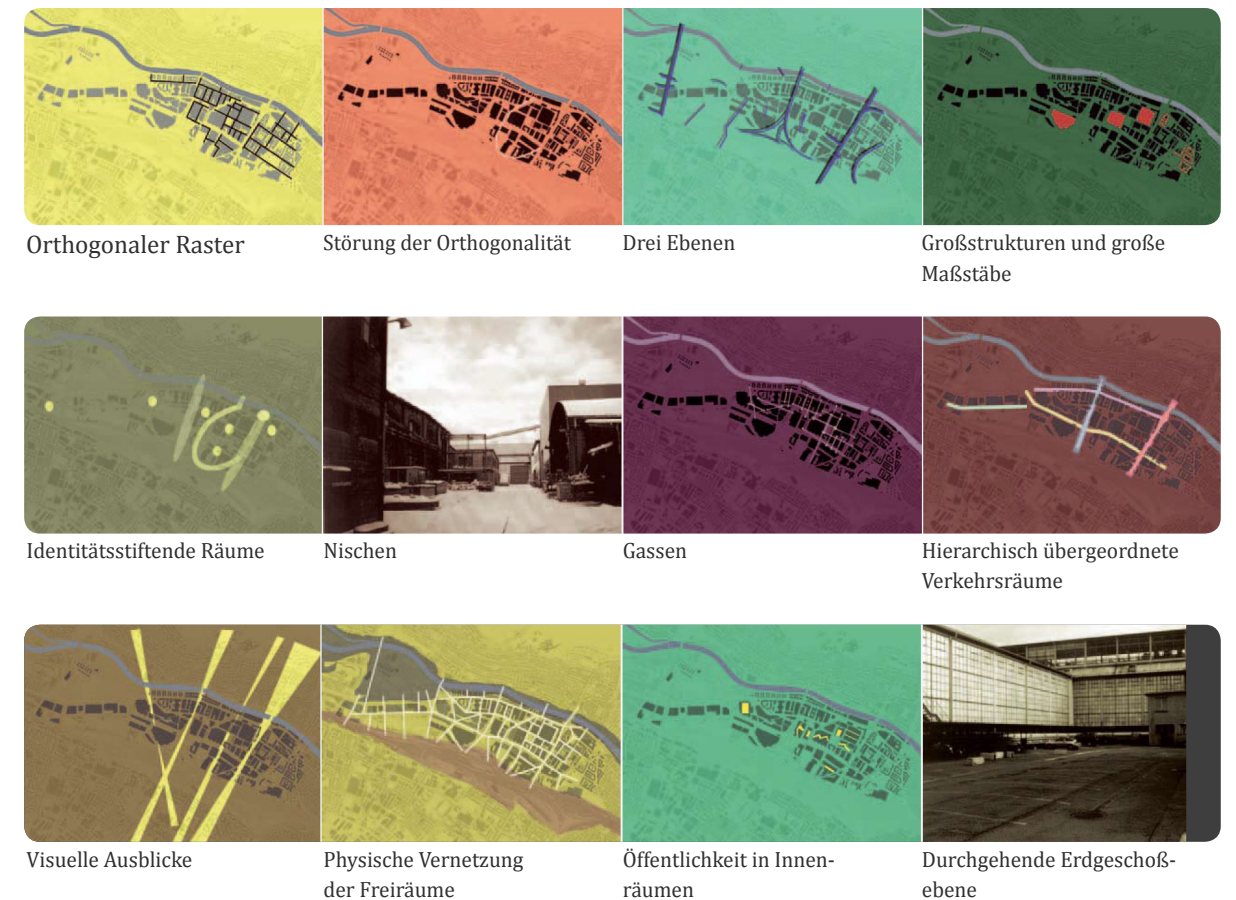 Orthogonaler Raster
Störung der Orthogonalität
Drei Ebenen
Großstrukturen und große
Maßstäbe
Identitätsstiftende Räume
Nischen
Gassen
Hierarchisch übergeordnete
Verkehrsräume
Visuelle Ausblicke
Physische Vernetzung
der Freiräume
Öffentlichkeit in Innen-
räumen
Durchgehende Erdgeschoß-
ebene